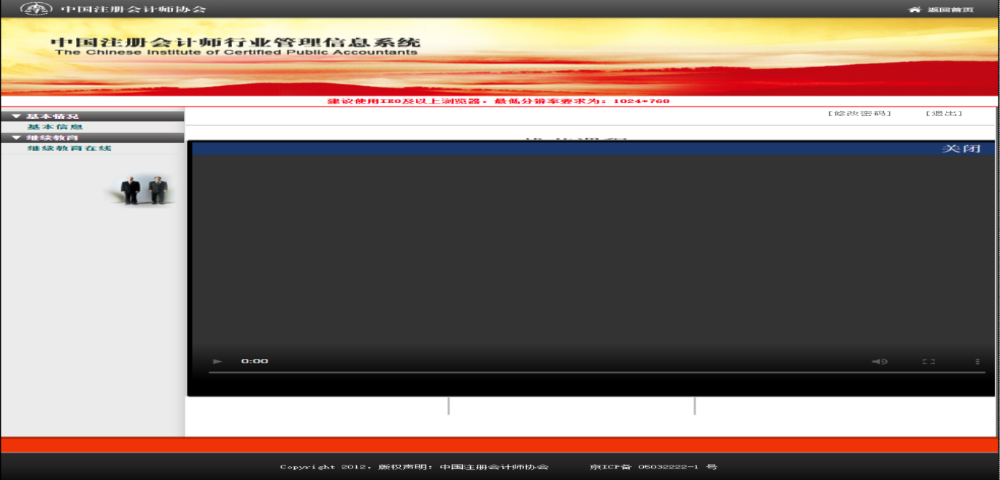 中国注册会计师协会
返回首页
中国注册会计师行业管理信息系统
The Chinese Institute of Certified Public Accountants
建议使用IE8及以上浏览器，最低分辨率要求为：1024*768
▼ 基本情况
[修改密码] [退出]
基本信息
▼ 继续教育
继续教育在线
关闭
0:00
Copyright 2012，版权声明：中国注册会计师协会 京ICP备 05032222-1 号